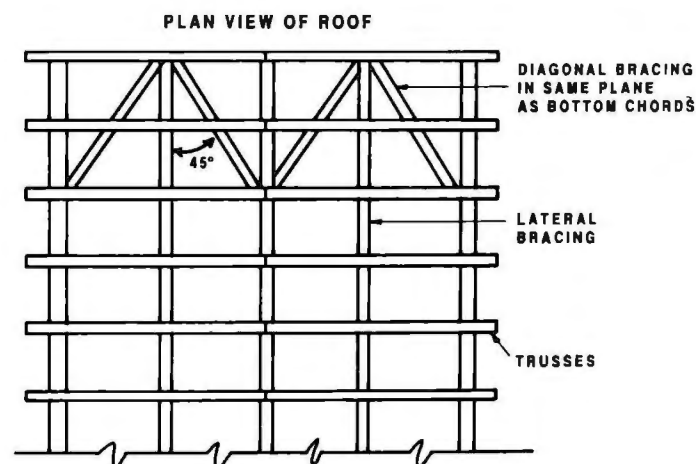 PLAN VIEW OF ROOF
DIAGONAL BRACING
IN SAME PLANE
AS BOTTOM CHORDS
45°
LATERAL
BRACING
TRUSSES